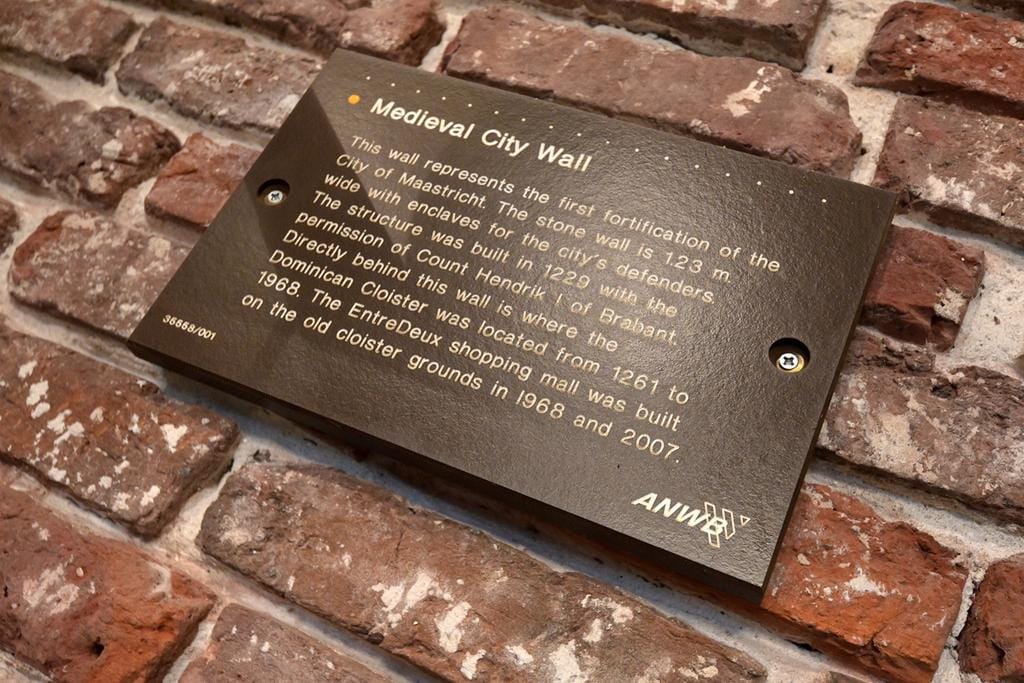 Medieval City Wall
This wall represents the first fortification of the
City of Maastricht. The stone wall is 1.23 m.
wide with enclaves for the city's defenders.
The structure was built in 1229 with the
permission of Count Hendrik I of Brabant.
Directly behind this wall is where the
Dominican Cloister was located from 1261 to
1968. The EntreDeux shopping mall was built
on the old cloister grounds in 1968 and 2007.
35558/001
ANWB